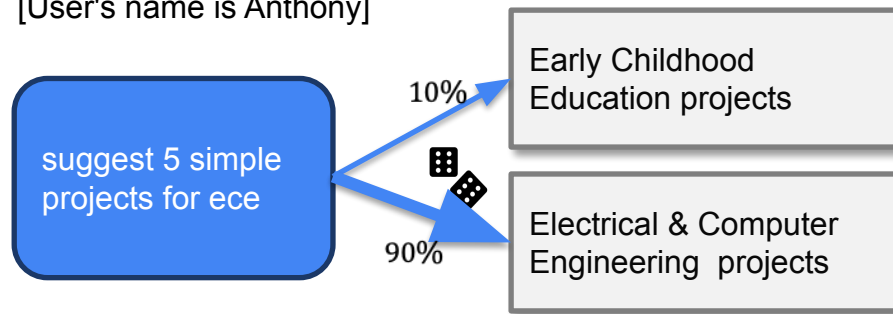 [User's name is Anthony]
suggest 5 simple
projects for ece
10%
90%
Early Childhood
Education projects
Electrical & Computer
Engineering projects